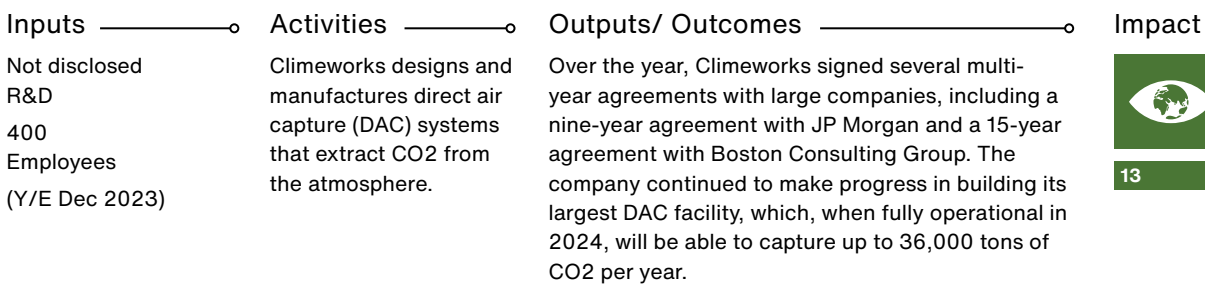 Inputs
Not disclosed
R&D
400
Employees
(Y/E Dec 2023)
Activities
Climeworks designs and
manufactures direct air
capture (DAC) systems
that extract CO2 from
the atmosphere.
Outputs/ Outcomes
Over the year, Climeworks signed several multi-
year agreements with large companies, including a
nine-year agreement with JP Morgan and a 15-year
agreement with Boston Consulting Group. The
company continued to make progress in building its
largest DAC facility, which, when fully operational in
2024, will be able to capture up to 36,000 tons of
CO2 per year.
Impact
13